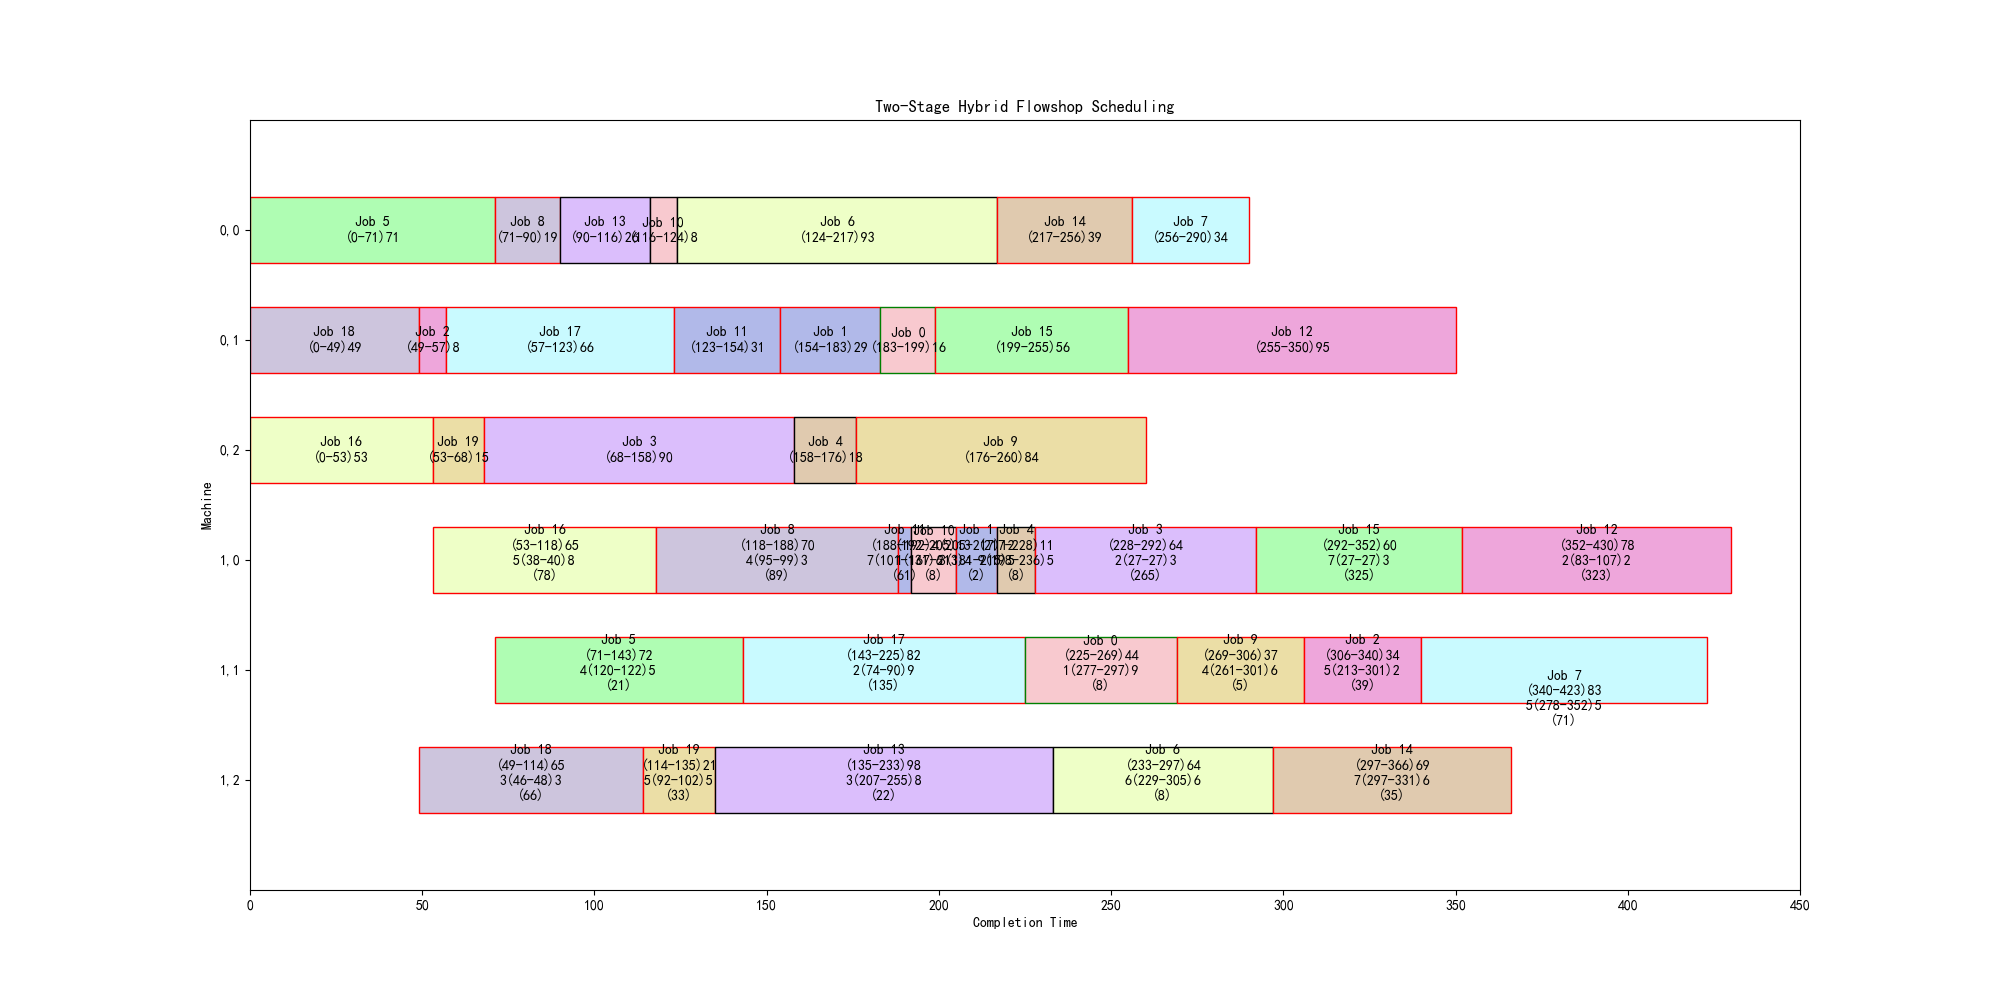 Two-Stage Hybrid Flowshop Scheduling
Machine
0,0
Job 5
(0-71)71
Job 8
(71-90)19
Job 13
(90-116)26
Job 10
(116-124)8
Job 6
(124-217)93
Job 14
(217-256)39
Job 7
(256-290)34
0,1
Job 18
(0-49)49
Job 2
(49-57)8
Job 17
(57-123)66
Job 11
(123-154)31
Job 1
(154-183)29
Job 0
(183-199)16
Job 15
(199-255)56
Job 12
(255-350)95
0,2
Job 16
(0-53)53
Job 19
(53-68)15
Job 3
(68-158)90
Job 4
(158-176)18
Job 9
(176-260)84
1,0
Job 16
(53-118)65
5(38-40)8
(78)
Job 8
(118-188)70
4(95-99)3
(89)
Job 11
(188-192)4
(61)
Job 10
(192-205)13
(8)
Job 1
(205-217)12
(2)
Job 4
(217-228)11
(8)
Job 3
(228-292)64
2(27-27)3
(265)
Job 15
(292-352)60
7(27-27)3
(325)
Job 12
(352-430)78
2(83-107)2
(323)
1,1
Job 5
(71-143)72
4(120-122)5
(21)
Job 17
(143-225)82
2(74-90)9
(135)
Job 0
(225-269)44
1(277-297)9
(8)
Job 9
(269-306)37
4(261-301)6
(5)
Job 2
(306-340)34
5(213-301)2
(39)
Job 7
(340-423)83
5(278-352)5
(71)
1,2
Job 18
(49-114)65
3(46-48)3
(66)
Job 19
(114-135)21
5(92-102)5
(33)
Job 13
(135-233)98
3(207-255)8
(22)
Job 6
(233-297)64
6(229-305)6
(8)
Job 14
(297-366)69
7(297-331)6
(35)
0 50 100 150 200 250 300 350 400 450
Completion Time